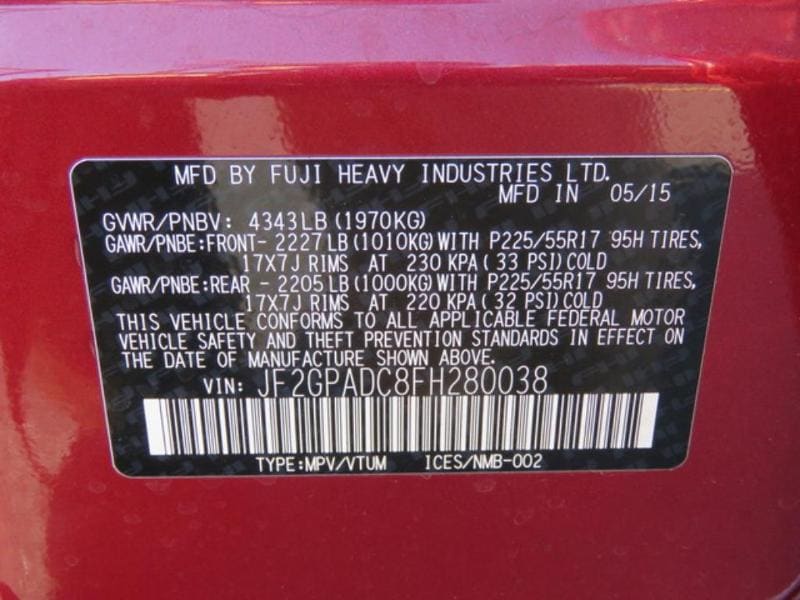 MFD BY FUJI HEAVY INDUSTRIES LTD.
MFD IN 05/15
GVWR/PNBV: 4343LB (1970KG)
GAWR/PNBE:FRONT- 2227LB (1010KG) WITH P225/55R17 95H TIRES,
17X7J RIMS AT 230 KPA ( 33 PSI) COLD
GAWR/PNBE:REAR - 2205LB (1000KG) WITH P225/55R17 95H TIRES,
17X7J RIMS AT 220 KPA ( 32 PSI) COLD
THIS VEHICLE CONFORMS TO ALL APPLICABLE FEDERAL MOTOR
VEHICLE SAFETY AND THEFT PREVENTION STANDARDS IN EFFECT ON
THE DATE OF MANUFACTURE SHOWN ABOVE.
VIN: JF2GPADC8FH280038
TYPE:MPV/VTUM ICES/NMB-002